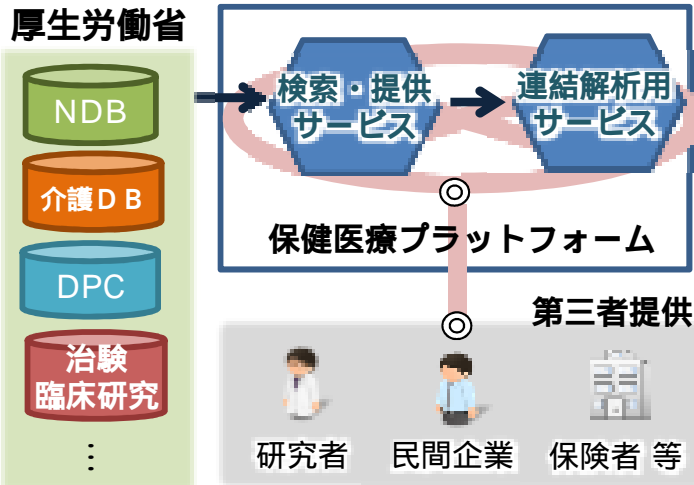 厚生労働省
NDB
介護DB
DPC
治験
臨床研究
⋮
検索・提供
サービス
連結解析用
サービス
保健医療プラットフォーム
第三者提供
研究者
民間企業
保険者 等